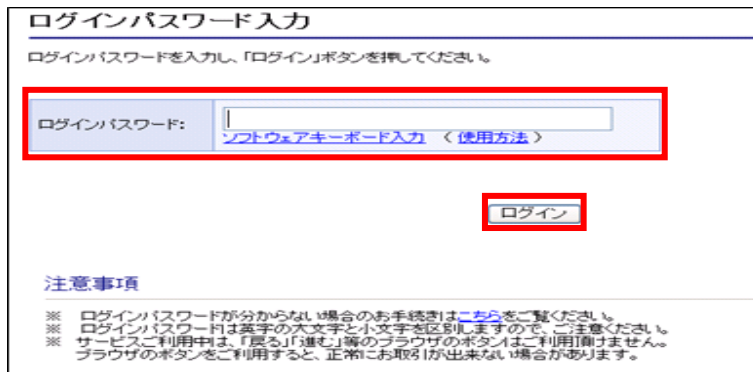 ログインパスワード入力
ログインパスワードを入力し、「ログイン」ボタンを押してください。
ログインパスワード:
ソフトウェアキーボード入力 (使用方法)
ログイン
注意事項
※ ログインパスワードが分からない場合のお手続きはこちらをご覧ください。
※ ログインパスワードは英字の大文字と小文字を区別しますので、ご注意ください。
※ サービスご利用中は、「戻る」「進む」等のブラウザのボタンはご利用頂けません。
ブラウザのボタンをご利用すると、正常にお取引が出来ない場合があります。